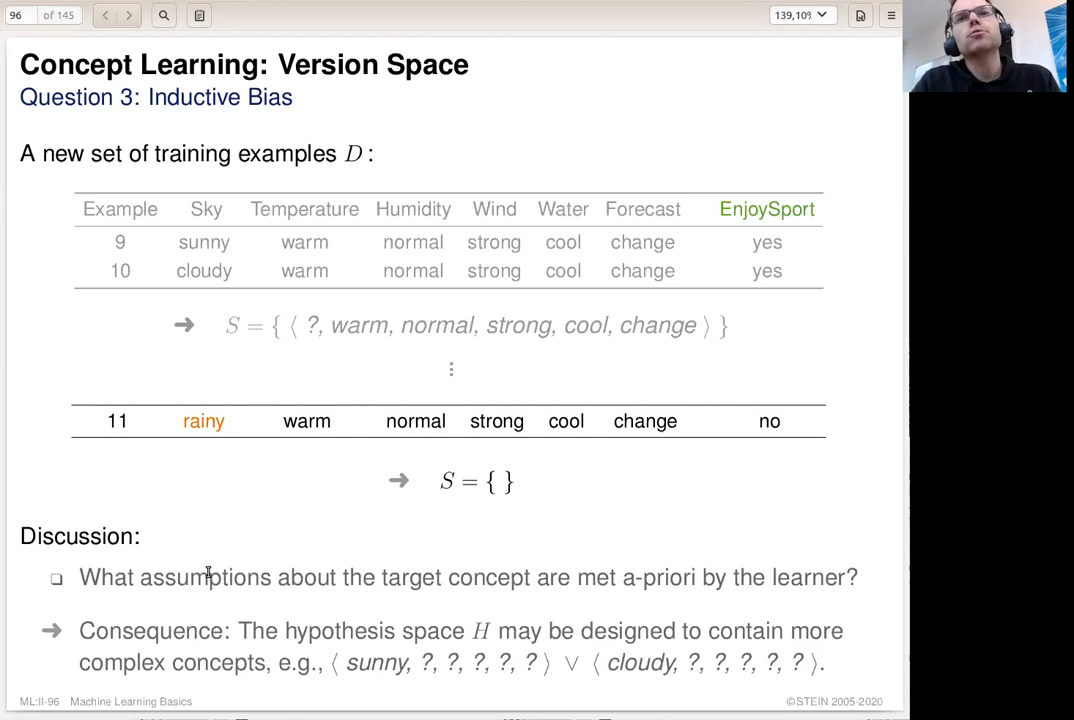 96 of 145 139,10%
Concept Learning: Version Space
Question 3: Inductive Bias
A new set of training examples D :
Example Sky Temperature Humidity Wind Water Forecast EnjoySport
9 sunny warm normal strong cool change yes
10 cloudy warm normal strong cool change yes
➔ S = { ⟨ ?, warm, normal, strong, cool, change ⟩ }
⋮
11 rainy warm normal strong cool change no
➔ S = { }
Discussion:
❑ What assumptions about the target concept are met a-priori by the learner?
➔ Consequence: The hypothesis space H may be designed to contain more
complex concepts, e.g., ⟨ sunny, ?, ?, ?, ?, ? ⟩ ∨ ⟨ cloudy, ?, ?, ?, ?, ? ⟩.
ML:II-96 Machine Learning Basics ©STEIN 2005-2020